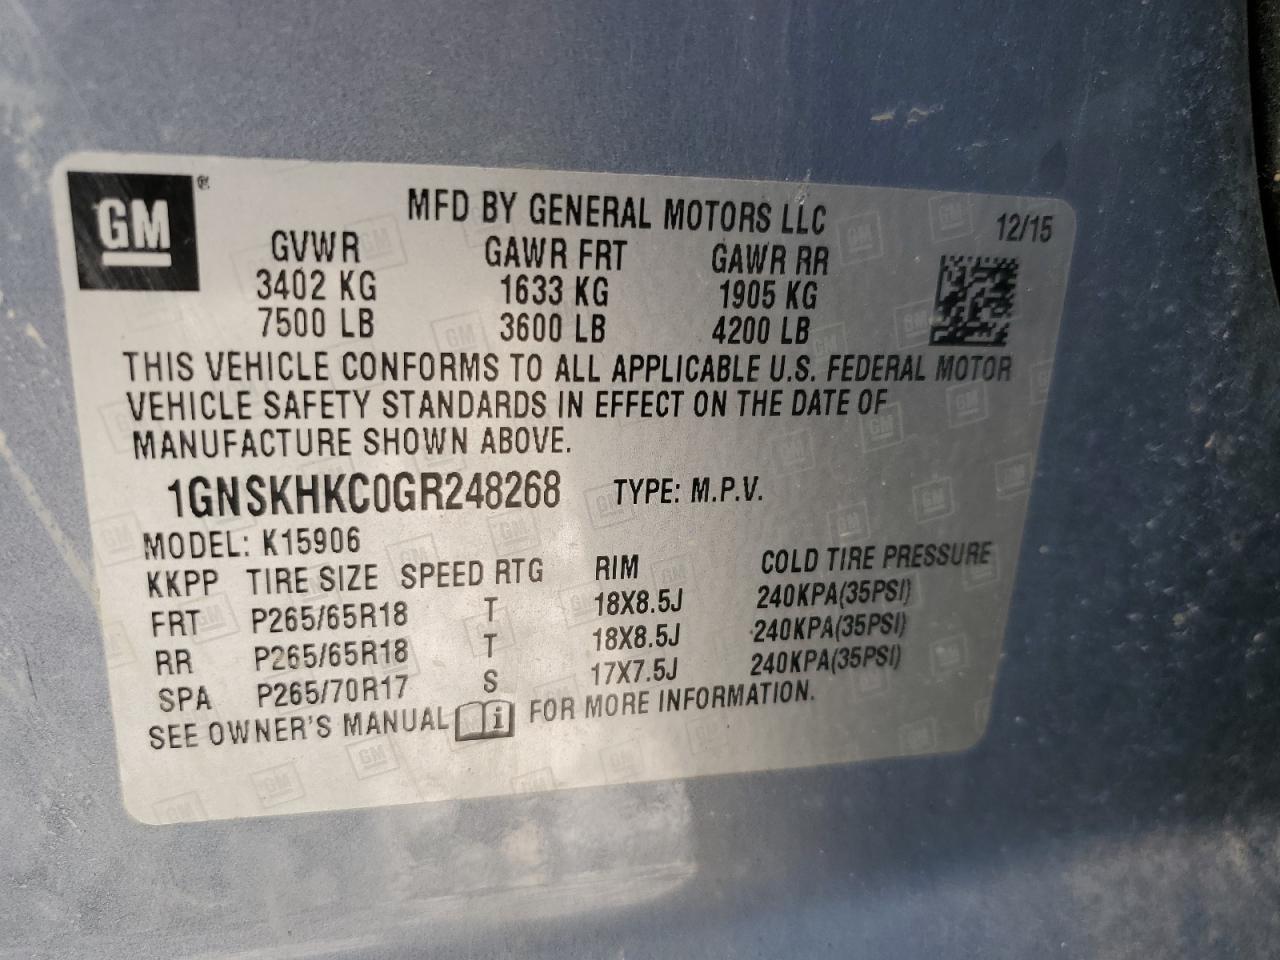 GM ®
MFD BY GENERAL MOTORS LLC 12/15
GVWR GAWR FRT GAWR RR
3402 KG 1633 KG 1905 KG
7500 LB 3600 LB 4200 LB
THIS VEHICLE CONFORMS TO ALL APPLICABLE U.S. FEDERAL MOTOR
VEHICLE SAFETY STANDARDS IN EFFECT ON THE DATE OF
MANUFACTURE SHOWN ABOVE.
1GNSKHKC0GR248268 TYPE: M.P.V.
MODEL: K15906
KKPP TIRE SIZE SPEED RTG RIM COLD TIRE PRESSURE
FRT P265/65R18 T 18X8.5J 240KPA(35PSI)
RR P265/65R18 T 18X8.5J 240KPA(35PSI)
SPA P265/70R17 S 17X7.5J 240KPA(35PSI)
SEE OWNER'S MANUAL i FOR MORE INFORMATION.